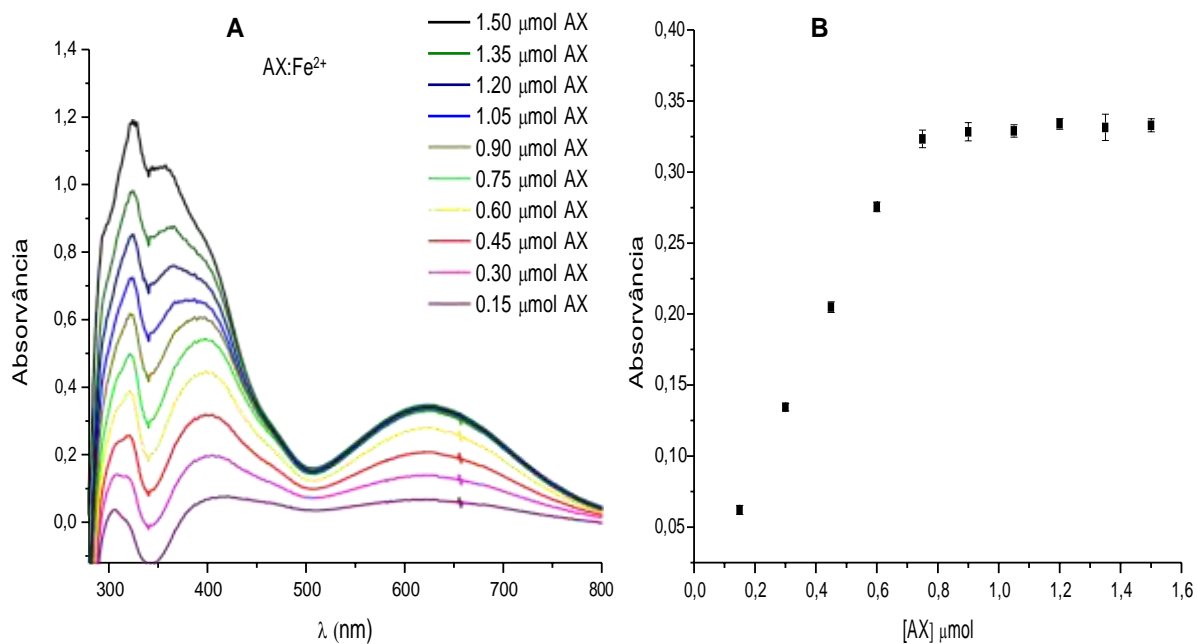 A
AX:Fe²⁺
1.50 μmol AX
1.35 μmol AX
1.20 μmol AX
1.05 μmol AX
0.90 μmol AX
0.75 μmol AX
0.60 μmol AX
0.45 μmol AX
0.30 μmol AX
0.15 μmol AX
1,4
1,2
1,0
0,8
0,6
0,4
0,2
0,0
Absorvância
300 400 500 600 700 800
λ (nm)
B
0,40
0,35
0,30
0,25
0,20
0,15
0,10
0,05
Absorvância
0,0 0,2 0,4 0,6 0,8 1,0 1,2 1,4 1,6
[AX] μmol